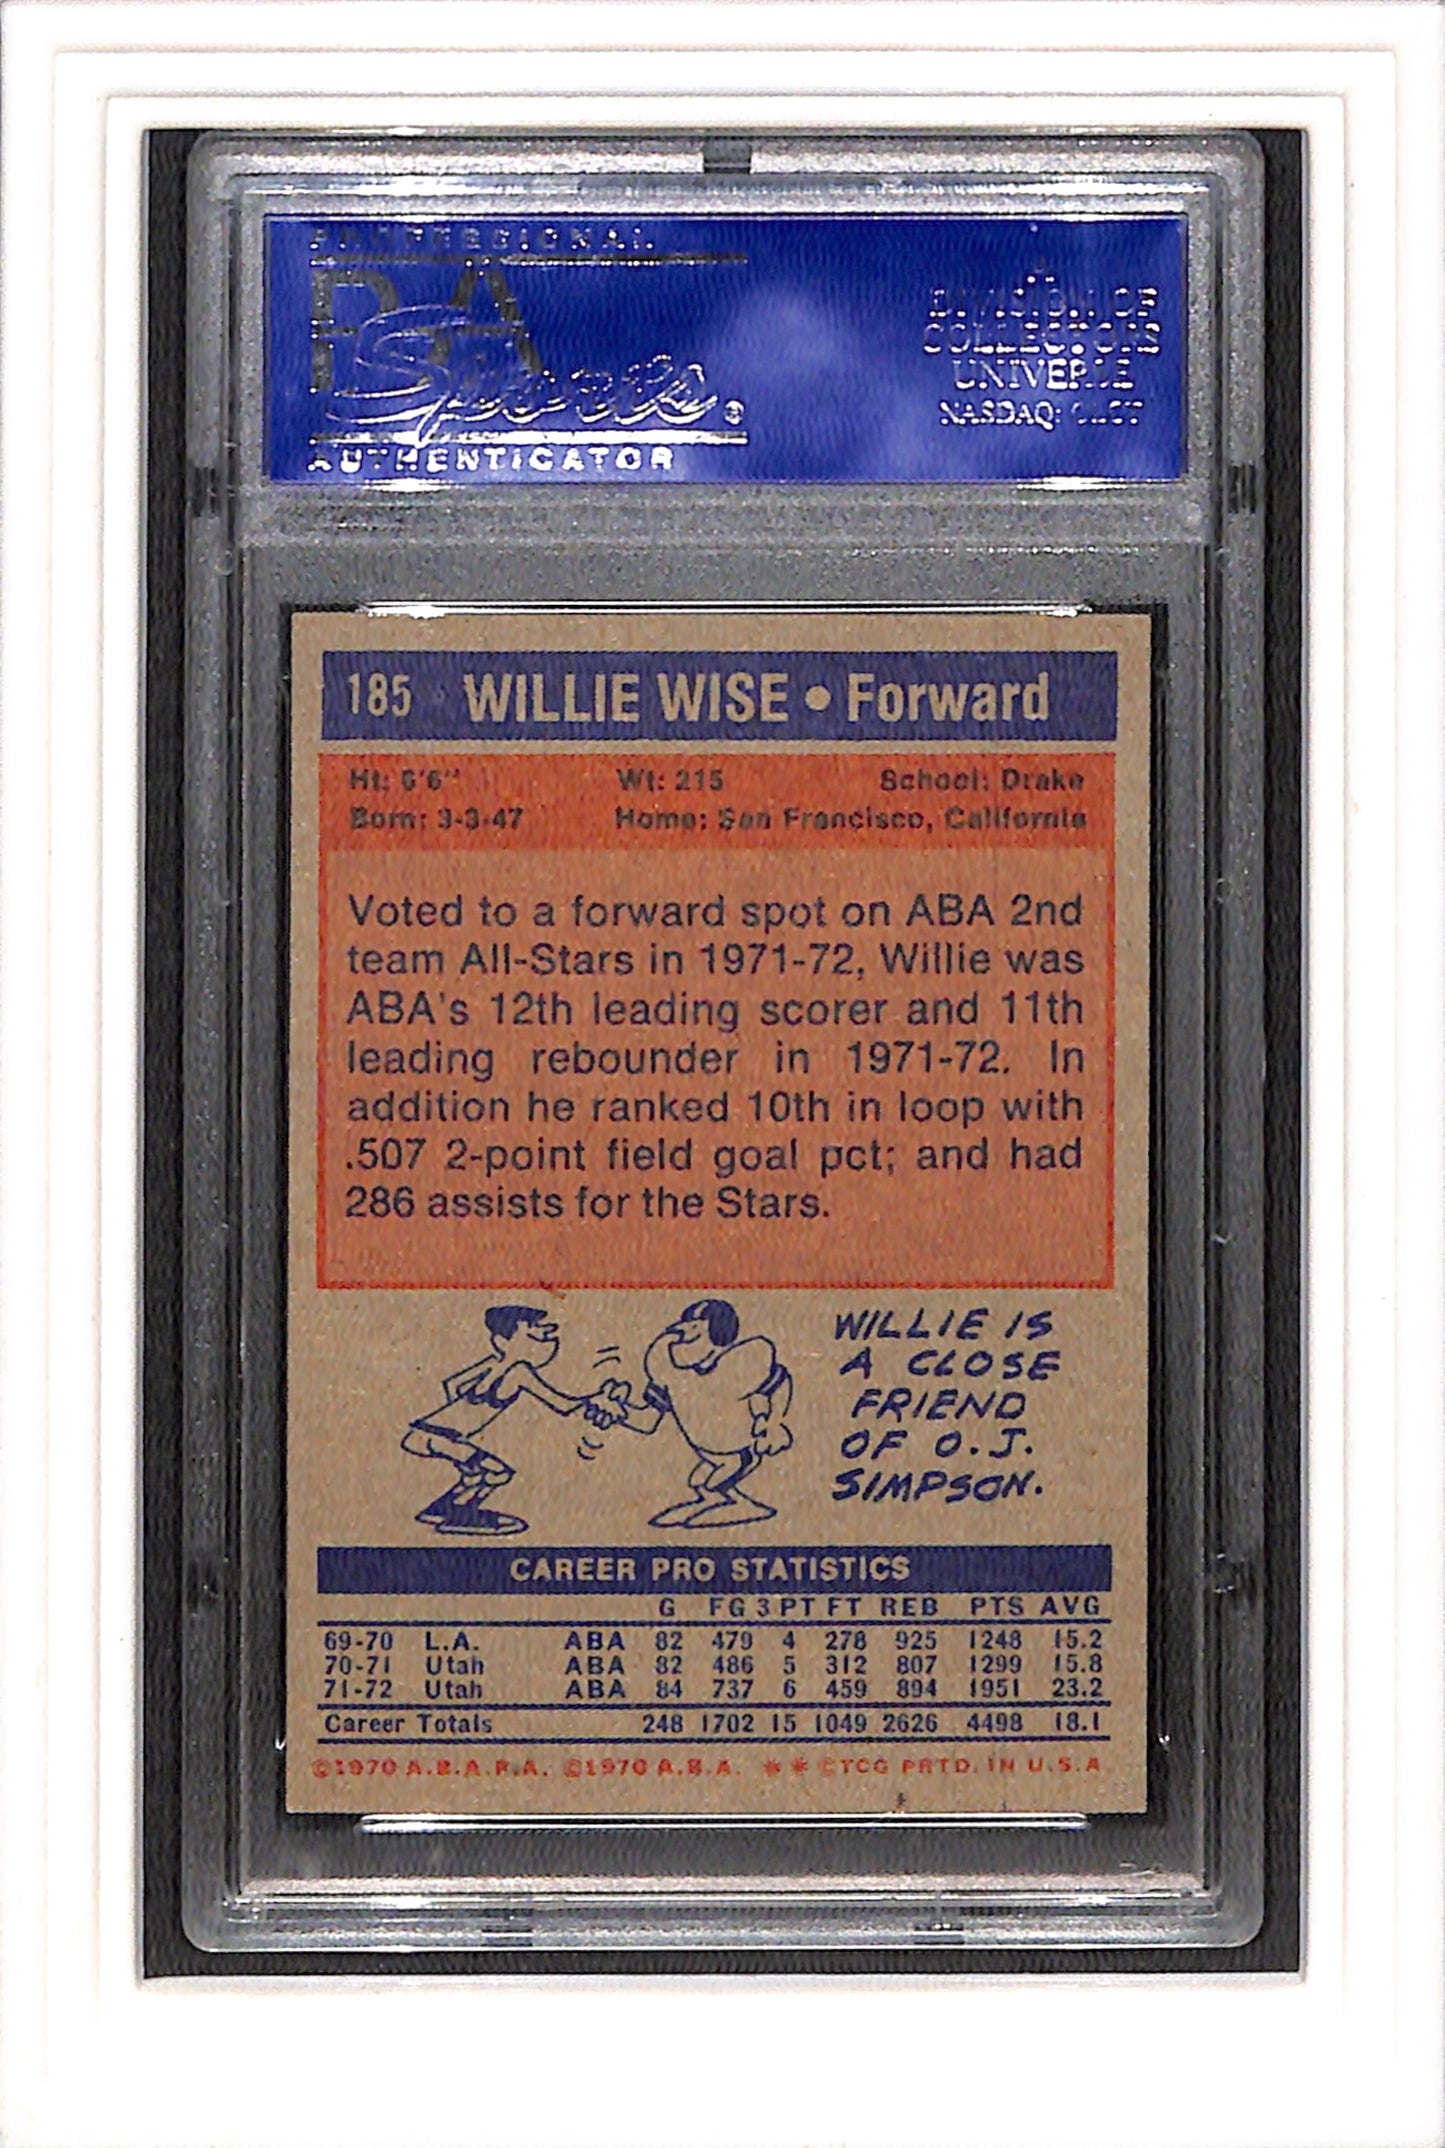 PROFESSIONAL
PSA
Sports®
AUTHENTICATOR
DIVISION OF
COLLECTORS
UNIVERSE
NASDAQ: CLCT
185 WILLIE WISE • Forward
Ht: 6'6" Wt: 215 School: Drake
Born: 3-3-47 Home: San Francisco, California
Voted to a forward spot on ABA 2nd
team All-Stars in 1971-72, Willie was
ABA's 12th leading scorer and 11th
leading rebounder in 1971-72. In
addition he ranked 10th in loop with
.507 2-point field goal pct; and had
286 assists for the Stars.
WILLIE IS
A CLOSE
FRIEND
OF O.J.
SIMPSON.
CAREER PRO STATISTICS
G FG 3 PT FT REB PTS AVG
69-70 L.A. ABA 82 479 4 278 925 1248 15.2
70-71 Utah ABA 82 486 5 312 807 1299 15.8
71-72 Utah ABA 84 737 6 459 894 1951 23.2
Career Totals 248 1702 15 1049 2626 4498 18.1
©1970 A.B.A.P.A. ©1970 A.B.A. ** ©TCG PRTD. IN U.S.A.